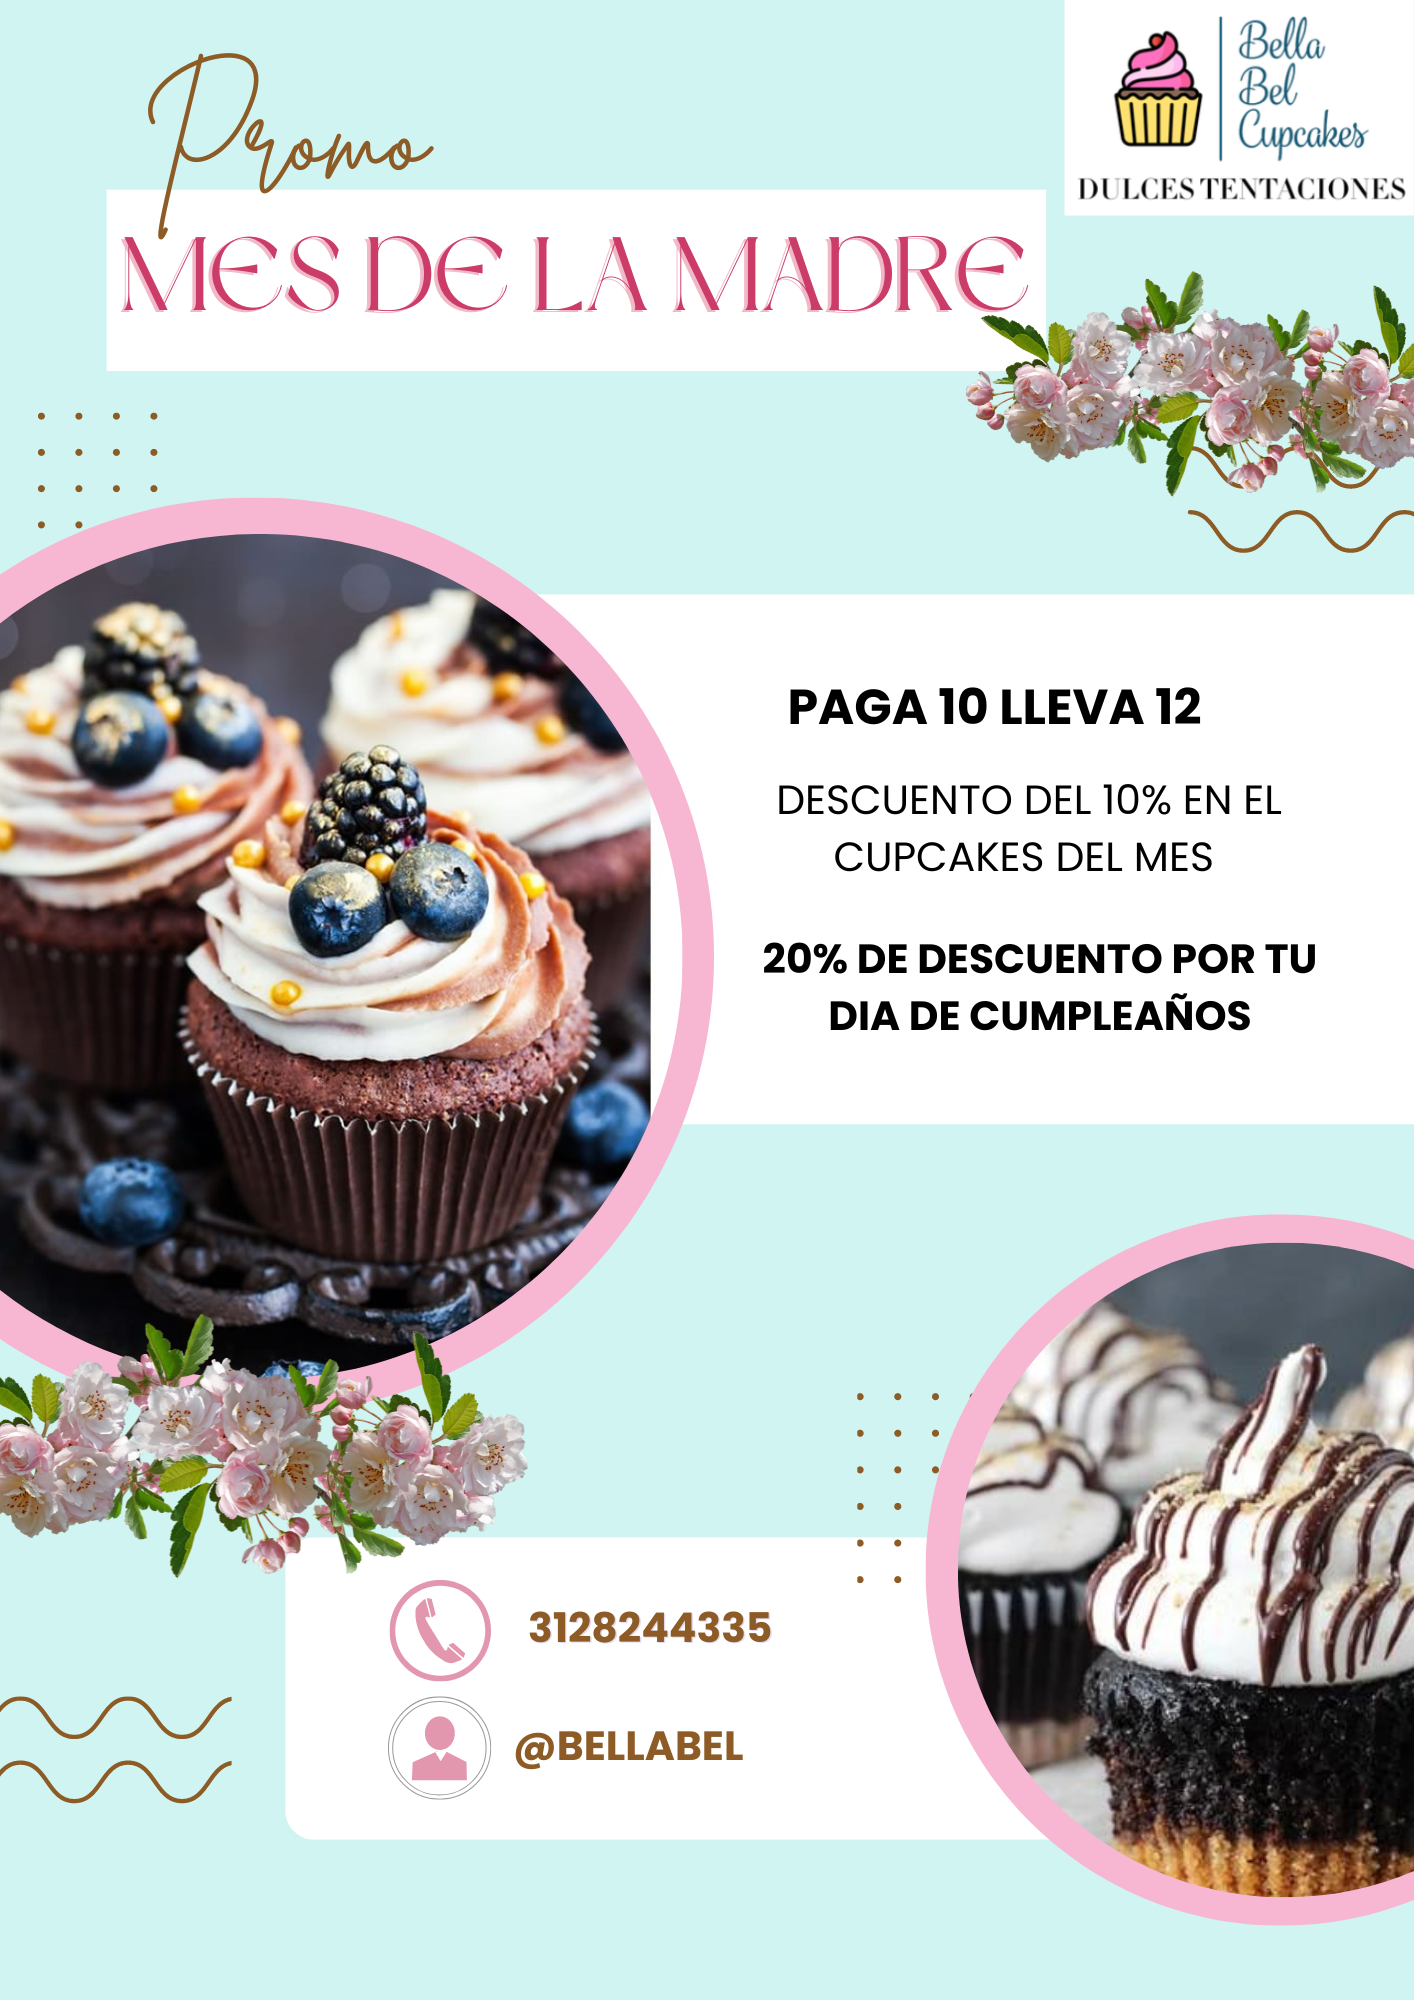 Promo
MES DE LA MADRE
Bella
Bel
Cupcakes
DULCES TENTACIONES
PAGA 10 LLEVA 12
DESCUENTO DEL 10% EN EL
CUPCAKES DEL MES
20% DE DESCUENTO POR TU
DIA DE CUMPLEAÑOS
3128244335
@BELLABEL